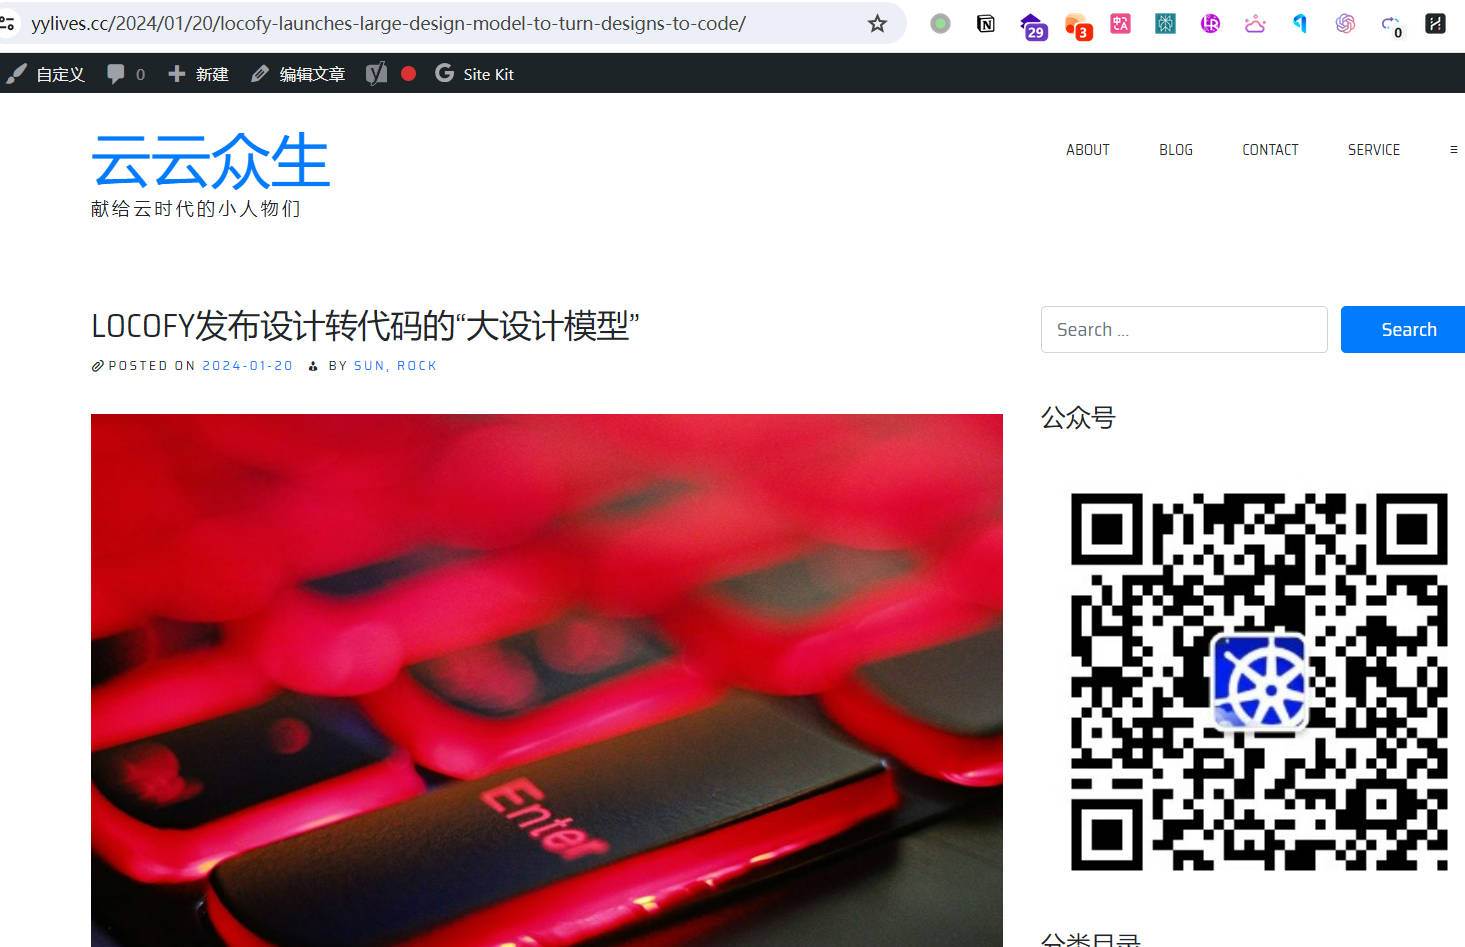 yylives.cc/2024/01/20/locofy-launches-large-design-model-to-turn-designs-to-code/
29
3
0
自定义 0 新建 编辑文章 Site Kit
云云众生
献给云时代的小人物们
ABOUT BLOG CONTACT SERVICE
LOCOFY发布设计转代码的“大设计模型”
POSTED ON 2024-01-20 BY SUN, ROCK
Search ...
Search
公众号
Enter
分类目录